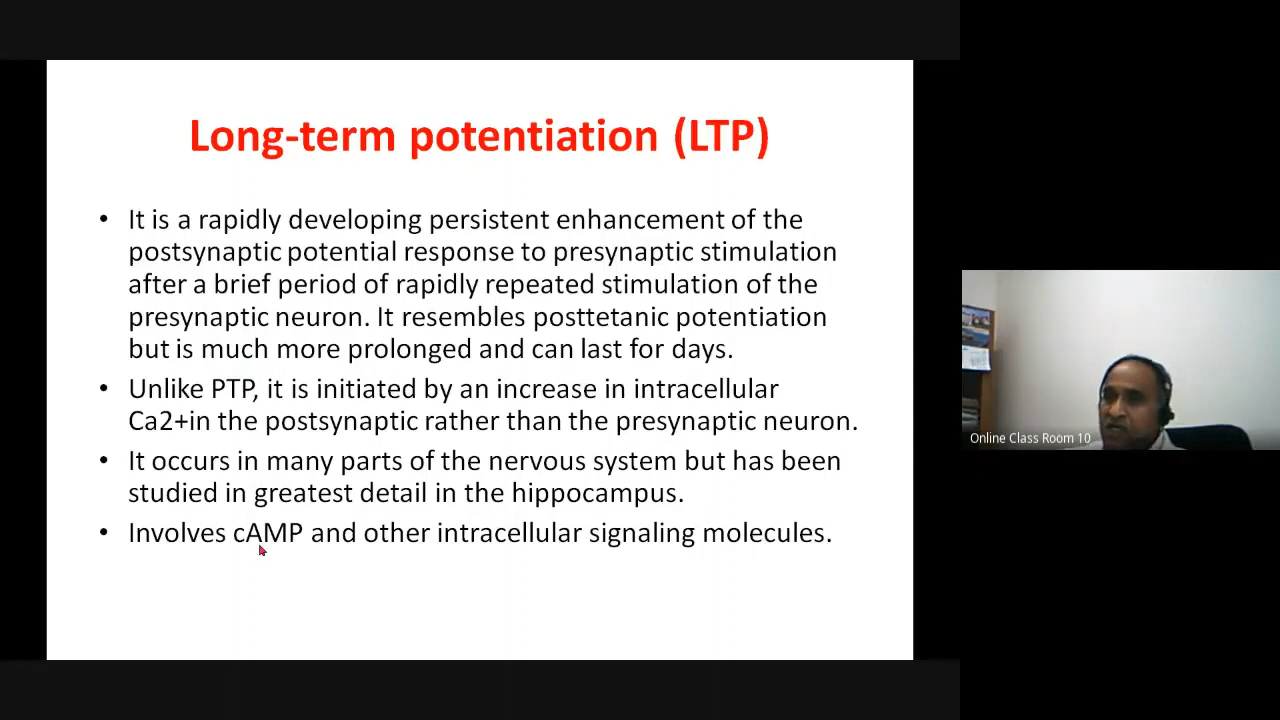 Long-term potentiation (LTP)
• It is a rapidly developing persistent enhancement of the
postsynaptic potential response to presynaptic stimulation
after a brief period of rapidly repeated stimulation of the
presynaptic neuron. It resembles posttetanic potentiation
but is much more prolonged and can last for days.
• Unlike PTP, it is initiated by an increase in intracellular
Ca2+in the postsynaptic rather than the presynaptic neuron.
• It occurs in many parts of the nervous system but has been
studied in greatest detail in the hippocampus.
• Involves cAMP and other intracellular signaling molecules.
Online Class Room 10